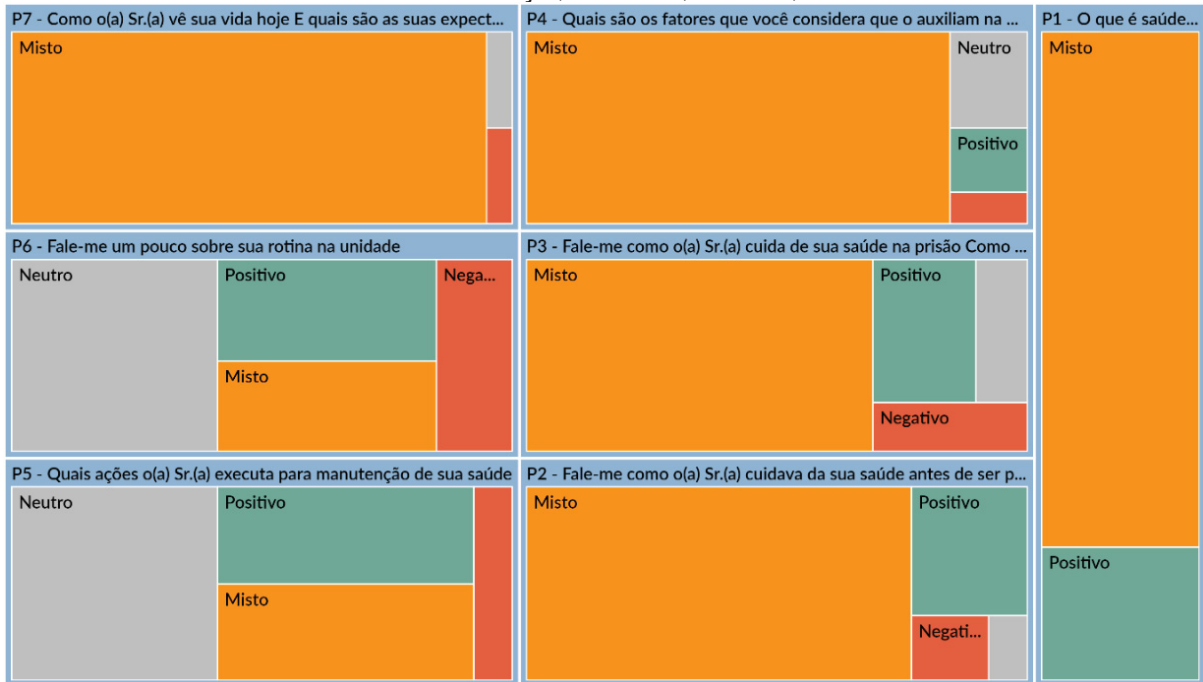 P7 - Como o(a) Sr.(a) vê sua vida hoje E quais são as suas expect...
Misto
P4 - Quais são os fatores que você considera que o auxiliam na ...
Misto
Neutro
Positivo
P1 - O que é saúde...
Misto
Positivo
P6 - Fale-me um pouco sobre sua rotina na unidade
Neutro
Positivo
Nega...
Misto
P3 - Fale-me como o(a) Sr.(a) cuida de sua saúde na prisão Como ...
Misto
Positivo
Negativo
P5 - Quais ações o(a) Sr.(a) executa para manutenção de sua saúde
Neutro
Positivo
Misto
P2 - Fale-me como o(a) Sr.(a) cuidava da sua saúde antes de ser p...
Misto
Positivo
Negati...